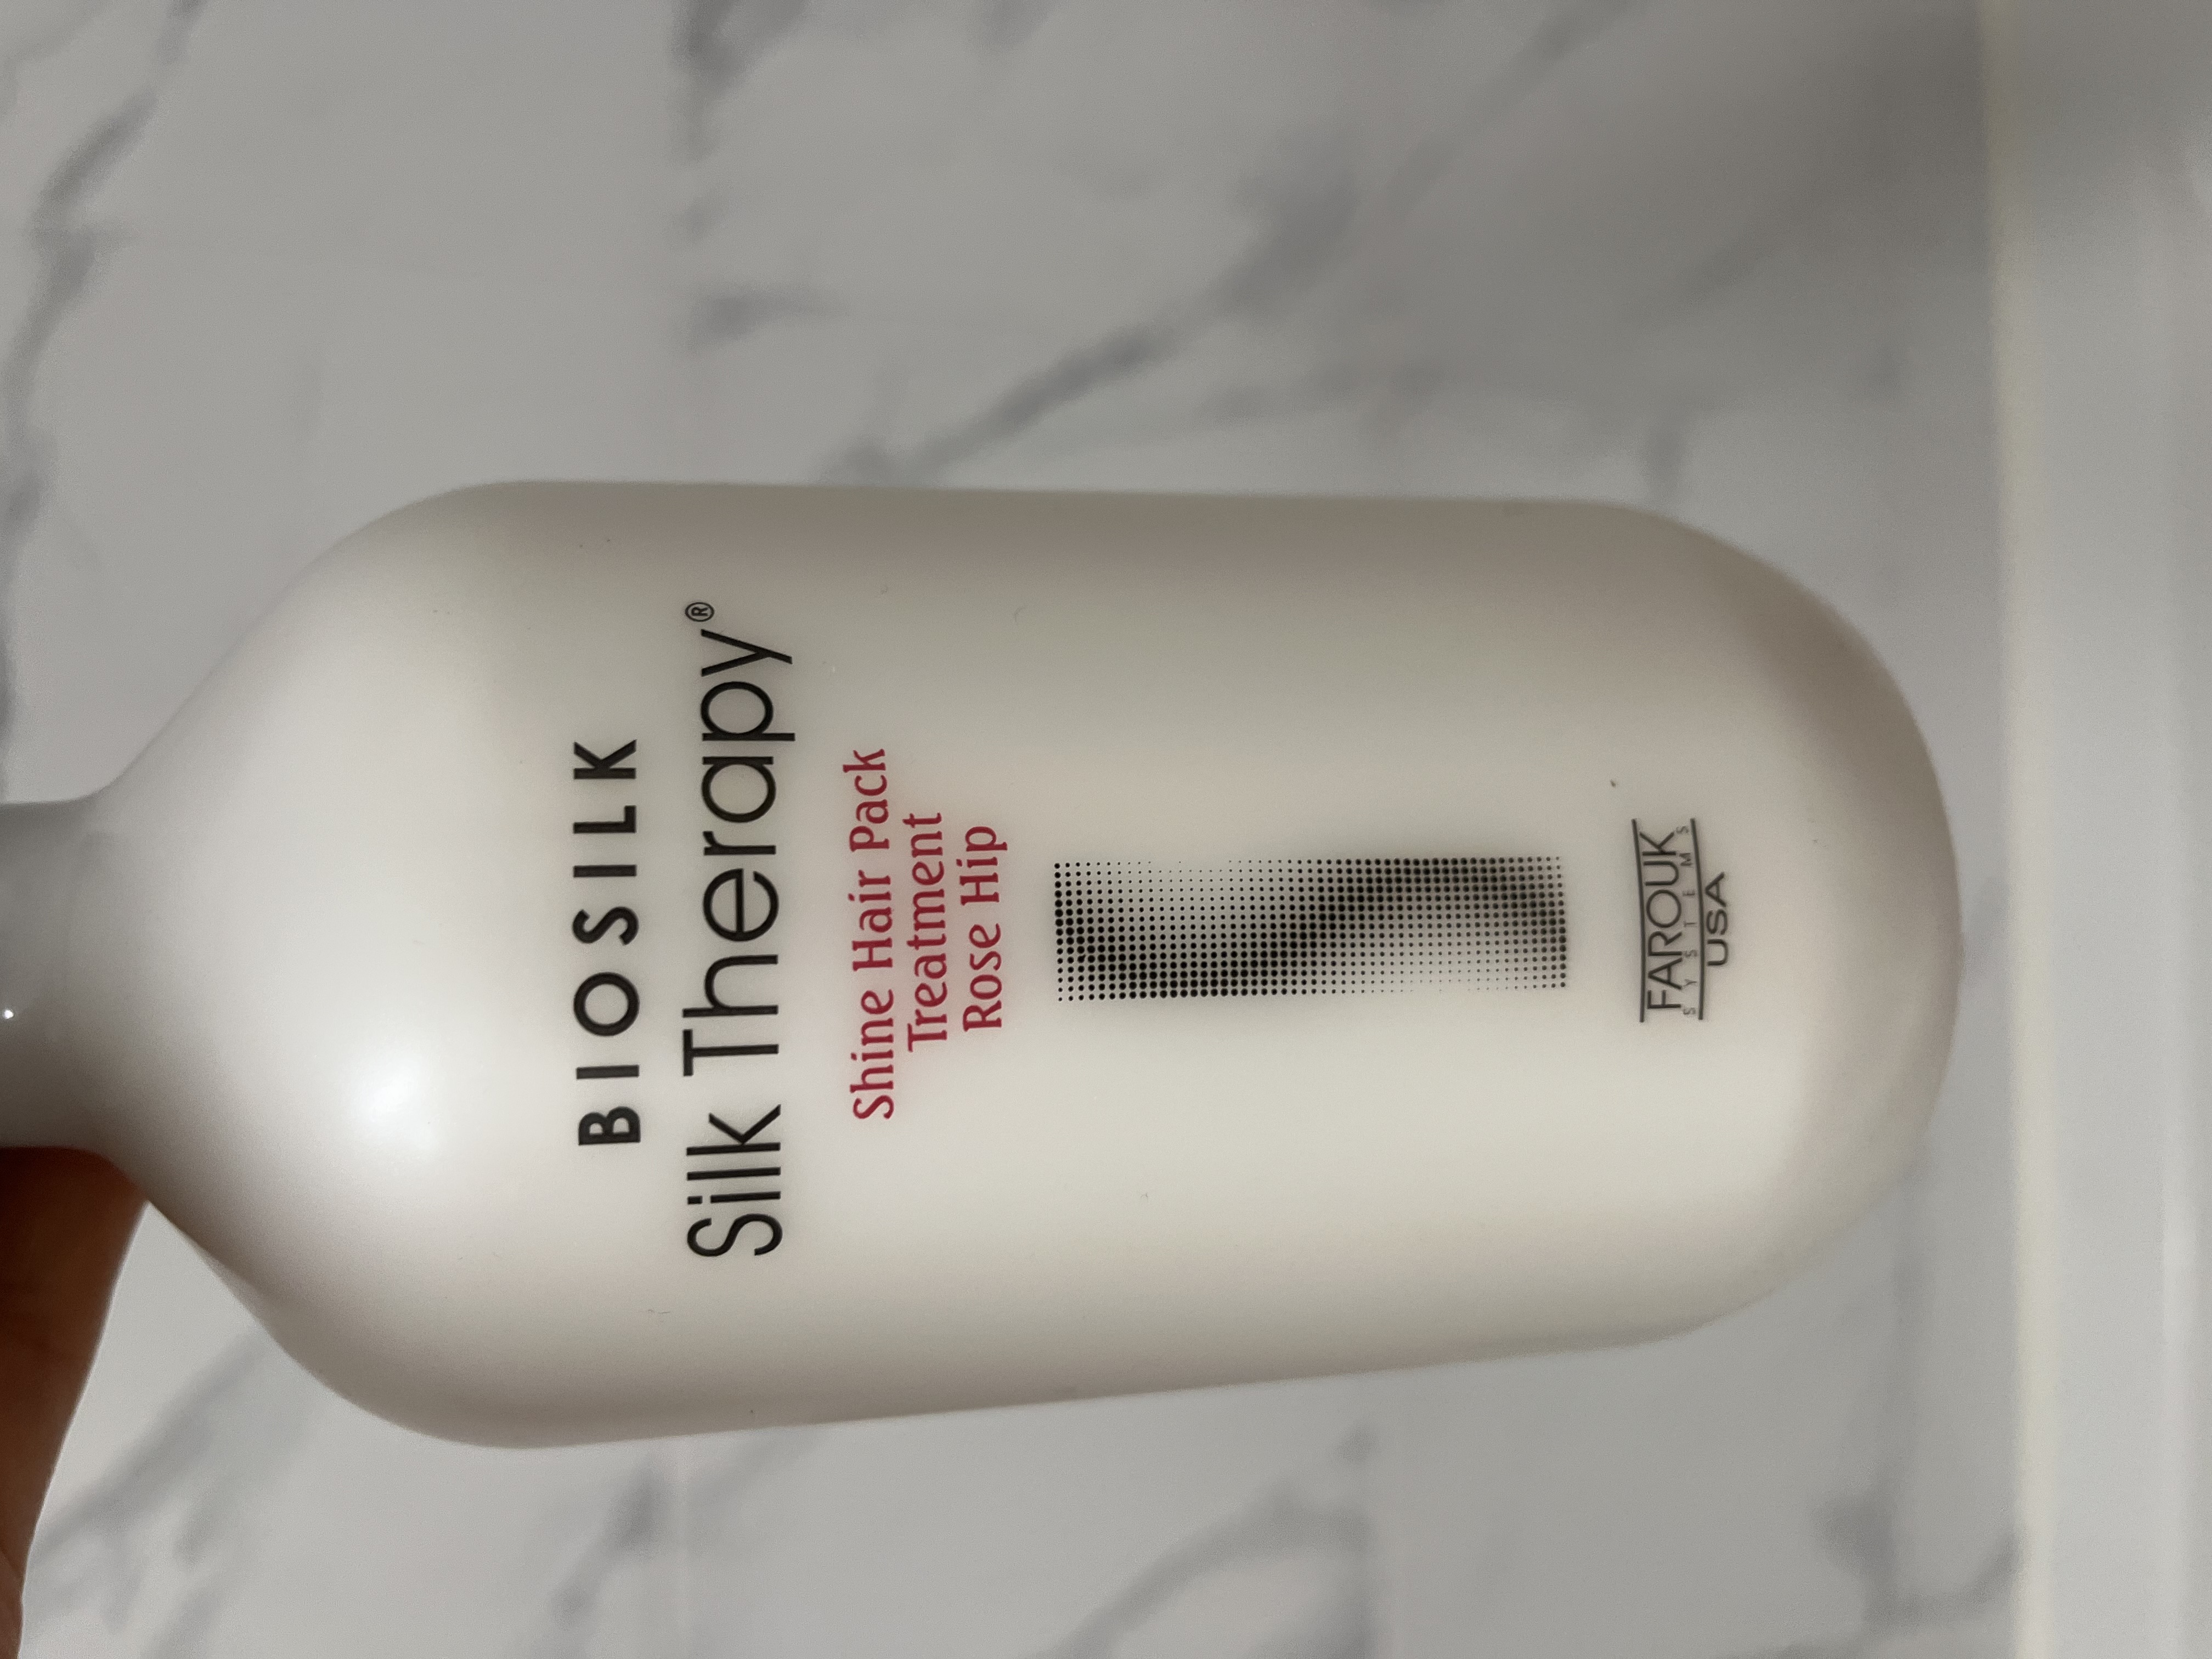 BIOSILK
Silk Therapy®
Shine Hair Pack
Treatment
Rose Hip
FAROUK
SYSTEMS
USA